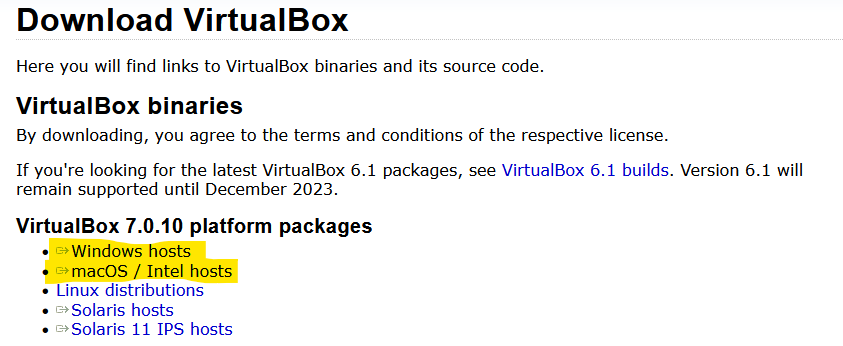 Download VirtualBox
Here you will find links to VirtualBox binaries and its source code.
VirtualBox binaries
By downloading, you agree to the terms and conditions of the respective license.
If you're looking for the latest VirtualBox 6.1 packages, see VirtualBox 6.1 builds. Version 6.1 will
remain supported until December 2023.
VirtualBox 7.0.10 platform packages
Windows hosts
macOS / Intel hosts
Linux distributions
Solaris hosts
Solaris 11 IPS hosts